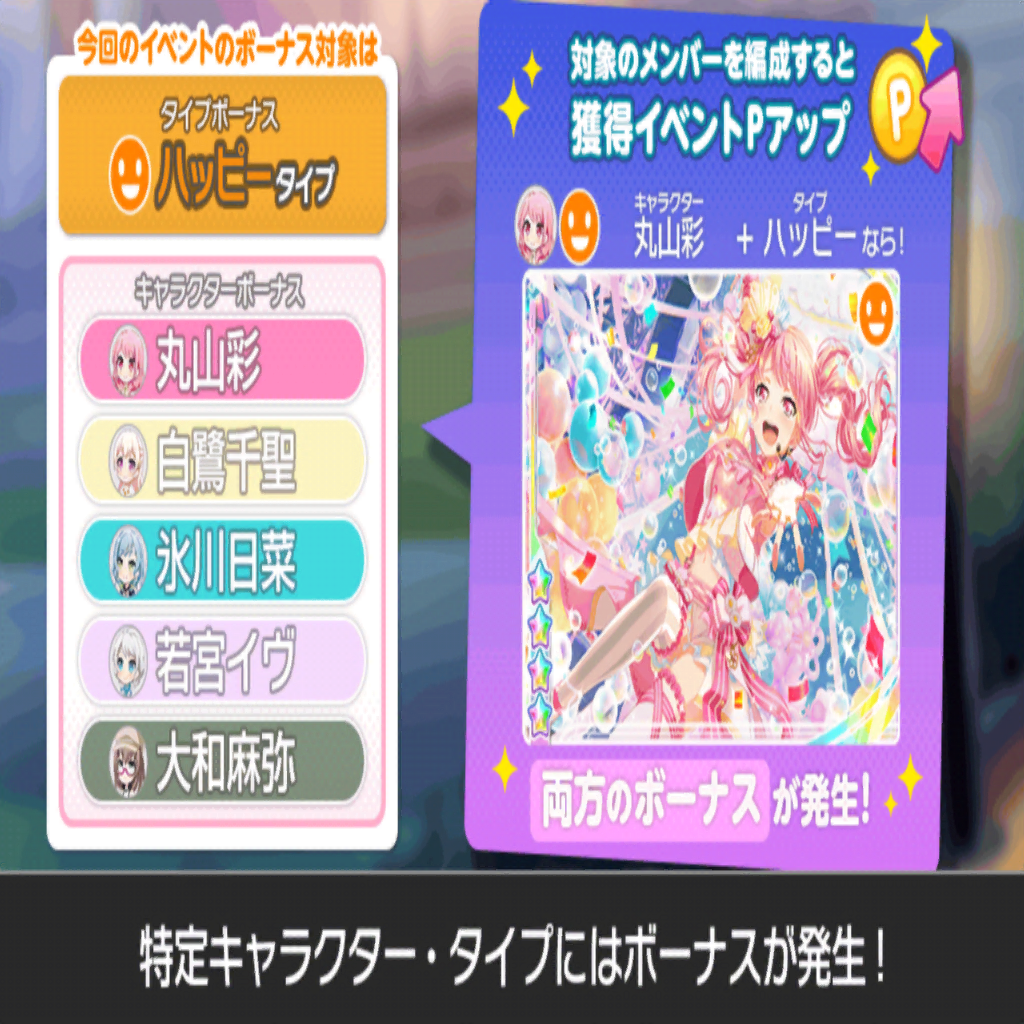 今回のイベントのボーナス対象は
タイプボーナス
ハッピータイプ
キャラクターボーナス
丸山彩
白鷺千聖
氷川日菜
若宮イヴ
大和麻弥
対象のメンバーを編成すると
獲得イベントPアップ
P
キャラクター タイプ
丸山彩 + ハッピーなら!
両方のボーナスが発生!
特定キャラクター・タイプにはボーナスが発生!